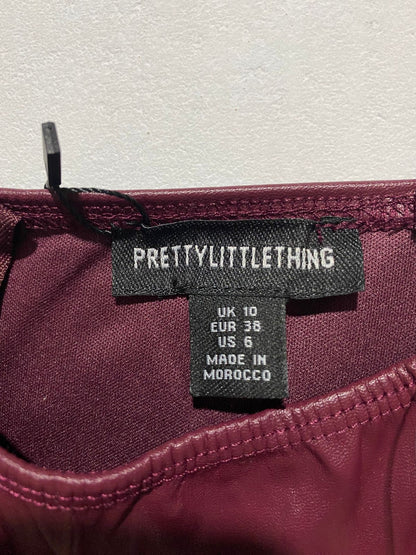 PRETTYLITTLETHING
UK 10
EUR 38
US 6
MADE IN
MOROCCO